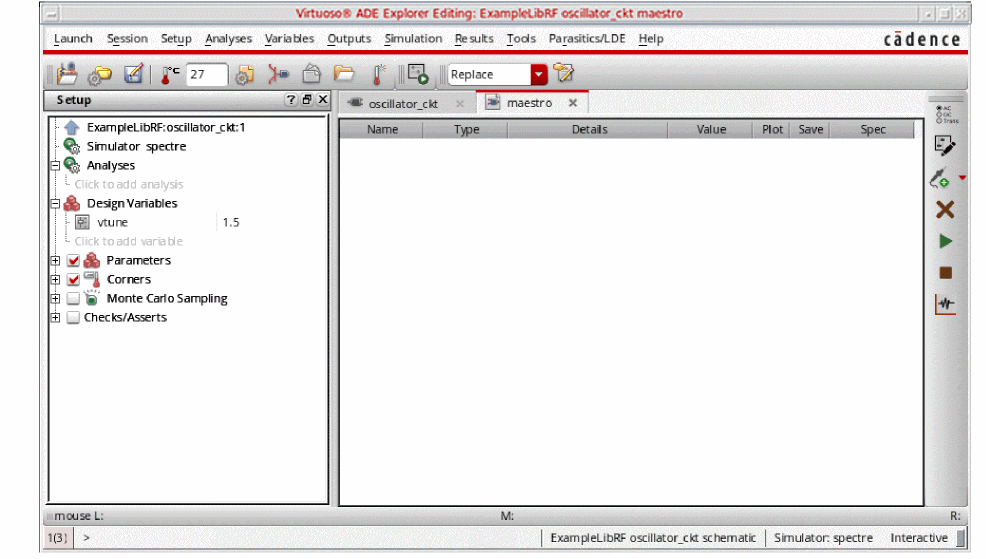 Virtuoso® ADE Explorer Editing: ExampleLibRF oscillator_ckt maestro
Launch Session Setup Analyses Variables Outputs Simulation Results Tools Parasitics/LDE Help cādence
°C 27 Replace
Setup ? X oscillator_ckt × maestro ×
Name Type Details Value Plot Save Spec
AC
DC
Trans
ExampleLibRF:oscillator_ckt:1
Simulator spectre
Analyses
Click to add analysis
Design Variables
vtune 1.5
Click to add variable
Parameters
Corners
Monte Carlo Sampling
Checks/Asserts
mouse L: M: R:
1(3) > ExampleLibRF oscillator_ckt schematic Simulator: spectre Interactive